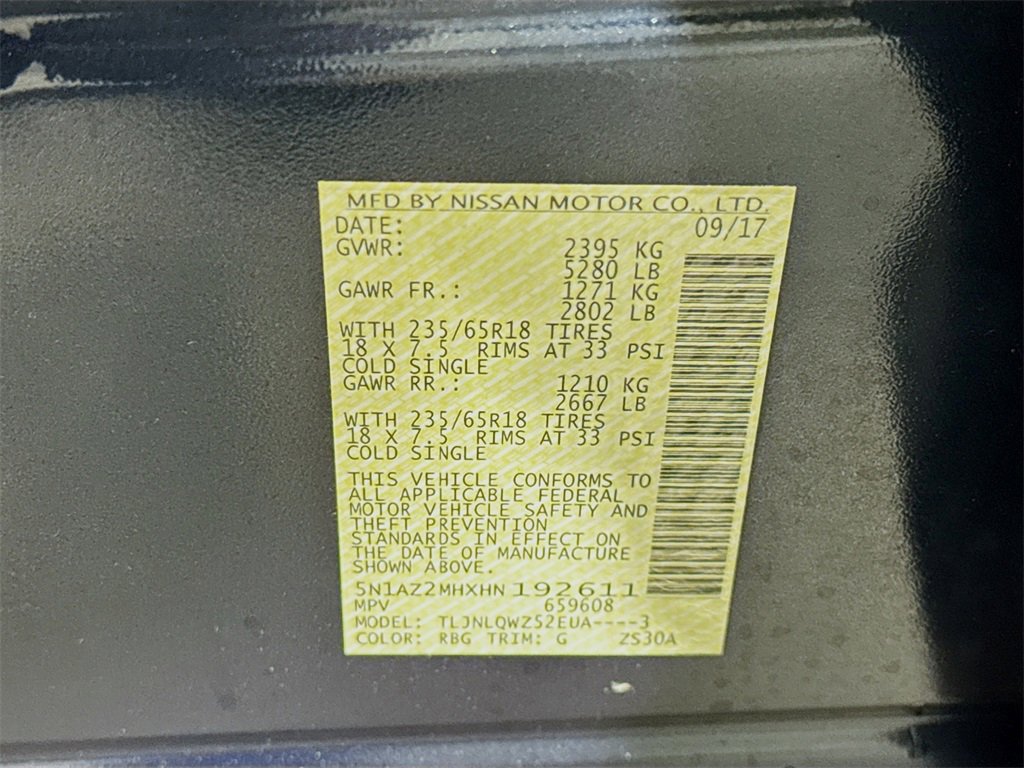 MFD BY NISSAN MOTOR CO., LTD.
DATE: 09/17
GVWR: 2395 KG
5280 LB
GAWR FR.: 1271 KG
2802 LB
WITH 235/65R18 TIRES
18 X 7.5 RIMS AT 33 PSI
COLD SINGLE
GAWR RR.: 1210 KG
2667 LB
WITH 235/65R18 TIRES
18 X 7.5 RIMS AT 33 PSI
COLD SINGLE
THIS VEHICLE CONFORMS TO
ALL APPLICABLE FEDERAL
MOTOR VEHICLE SAFETY AND
THEFT PREVENTION
STANDARDS IN EFFECT ON
THE DATE OF MANUFACTURE
SHOWN ABOVE.
5N1AZ2MHXHN192611
MPV 659608
MODEL: TLJNLQWZ52EUA----3
COLOR: RBG TRIM: G ZS30A